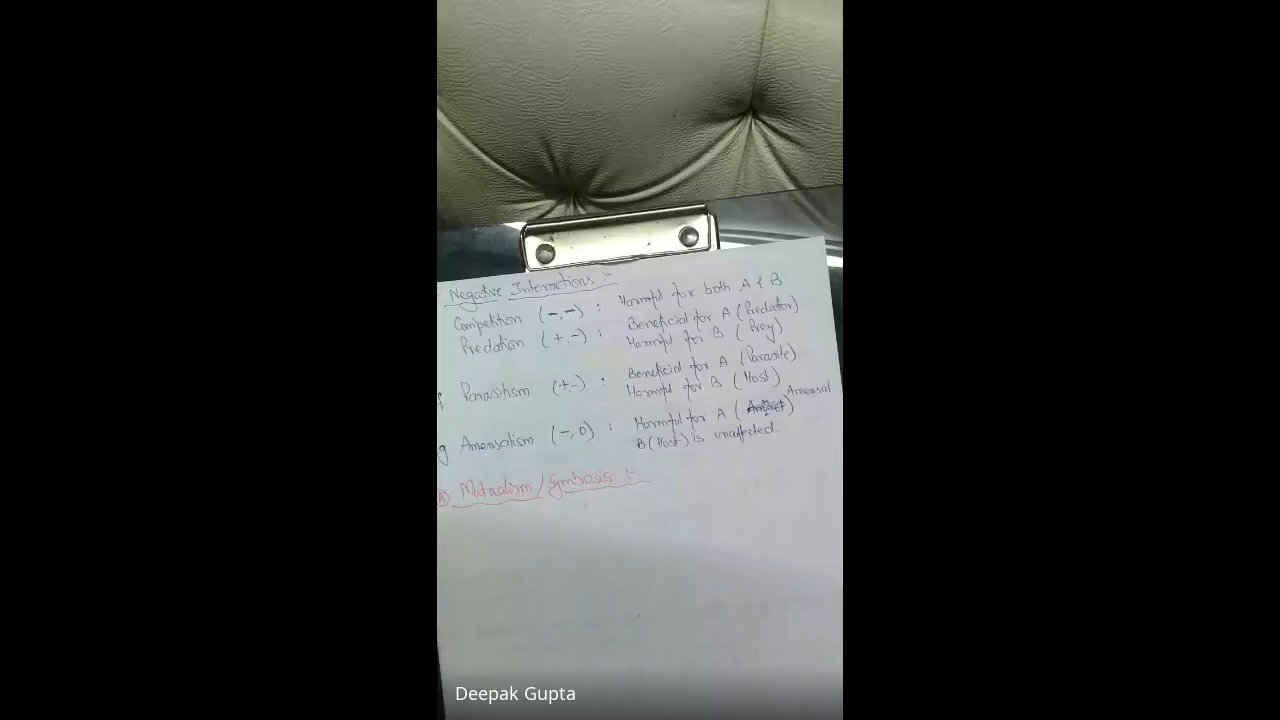 Negative Interactions :-
Competition (-,-) : Harmful for both A & B
Predation (+,-) : Beneficial for A (Predator)
Harmful for B (Prey)
f. Parasitism (+,-) : Beneficial for A (Parasite)
Harmful for B (Host)
g Amensalism (-,0) : Harmful for A ( ) Amensal
B (Host) is unaffected.
(A) Mutualism / Symbiosis :-
Deepak Gupta